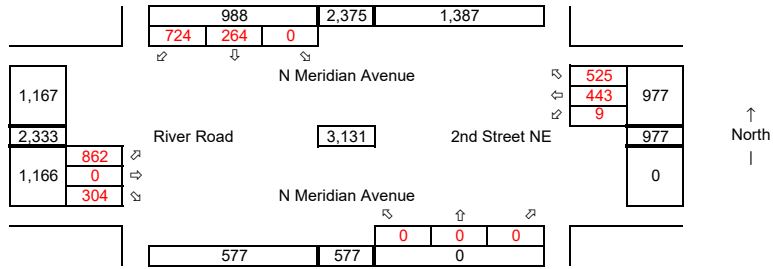 988 2,375 1,387
724 264 0
⬃ ⇩ ⬂
N Meridian Avenue
⬁ 525
1,167 ⇦ 443 977
⬃ 9
↑
2,333 River Road 3,131 2nd Street NE 977 North
|
862 ⬀
1,166 0 ⇨ 0
304 ⬂
N Meridian Avenue
⬁ ⇧ ⬀
0 0 0
577 577 0